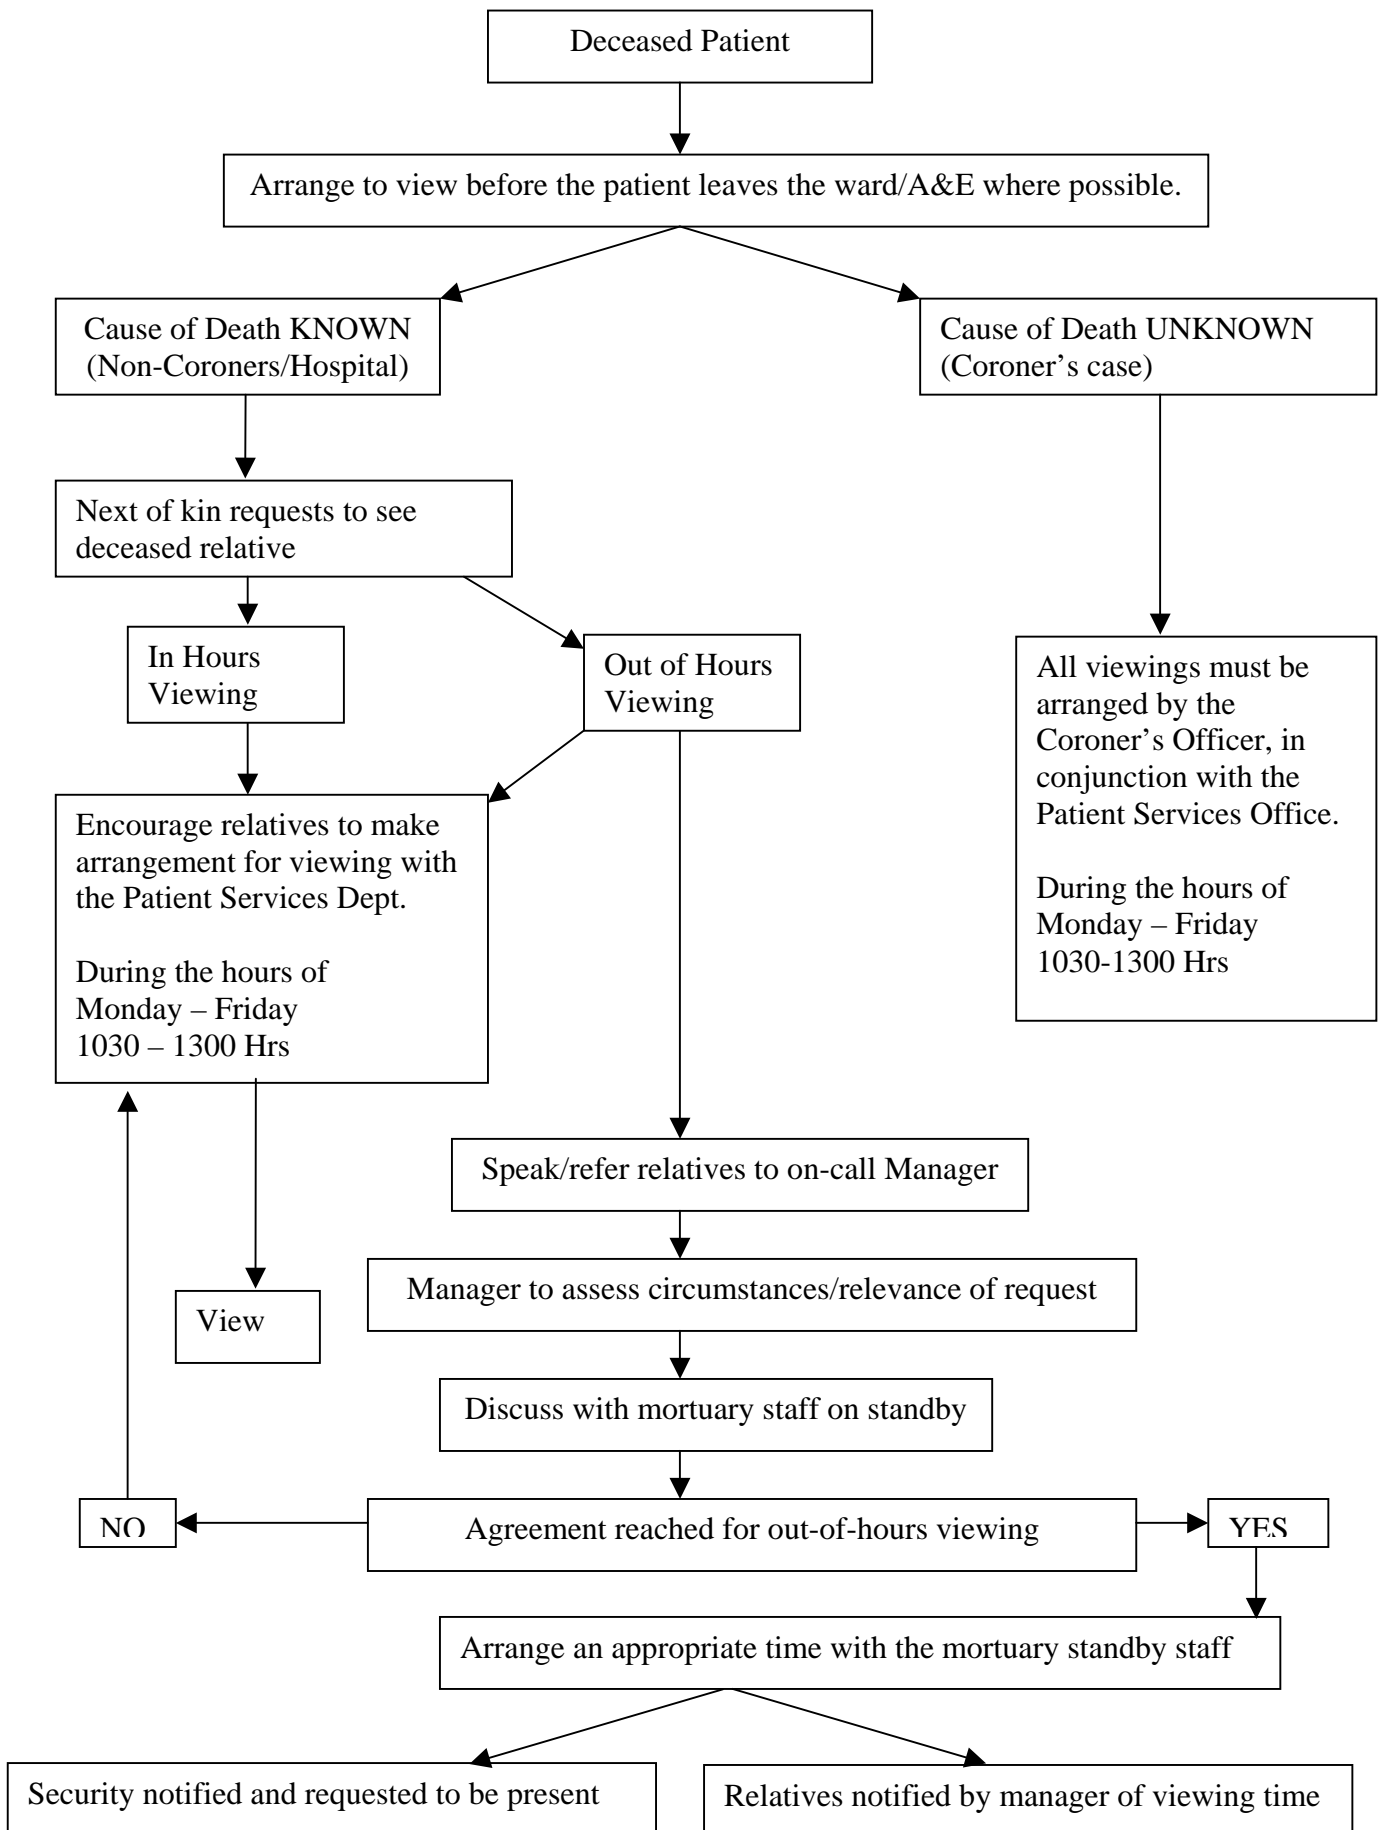 Deceased Patient
Arrange to view before the patient leaves the ward/A&E where possible.
Cause of Death KNOWN
(Non-Coroners/Hospital)
Cause of Death UNKNOWN
(Coroner’s case)
Next of kin requests to see
deceased relative
In Hours
Viewing
Out of Hours
Viewing
All viewings must be
arranged by the
Coroner’s Officer, in
conjunction with the
Patient Services Office.
During the hours of
Monday – Friday
1030-1300 Hrs
Encourage relatives to make
arrangement for viewing with
the Patient Services Dept.
During the hours of
Monday – Friday
1030 – 1300 Hrs
Speak/refer relatives to on-call Manager
Manager to assess circumstances/relevance of request
View
Discuss with mortuary staff on standby
NO
Agreement reached for out-of-hours viewing
YES
Arrange an appropriate time with the mortuary standby staff
Security notified and requested to be present
Relatives notified by manager of viewing time